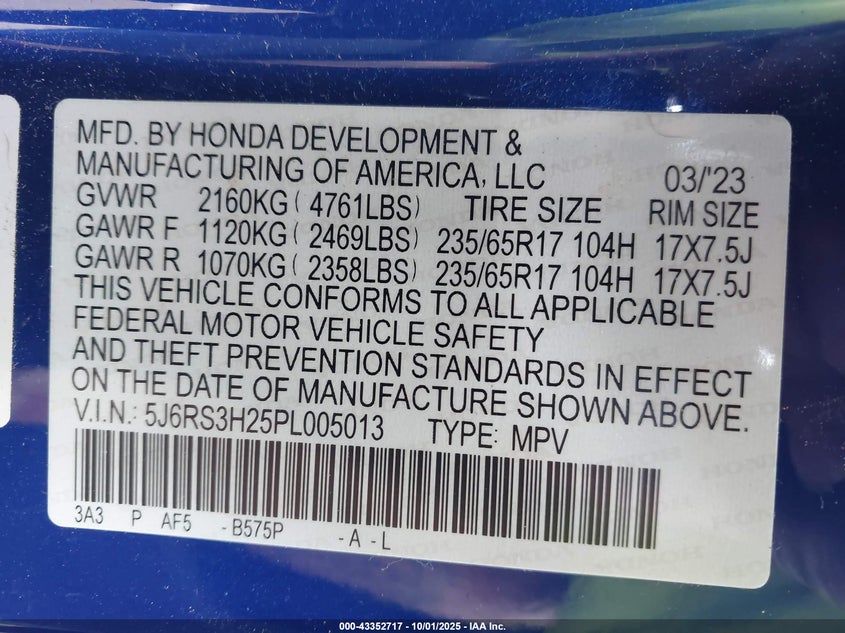 MFD. BY HONDA DEVELOPMENT &
MANUFACTURING OF AMERICA, LLC 03/'23
GVWR 2160KG ( 4761LBS) TIRE SIZE RIM SIZE
GAWR F 1120KG ( 2469LBS) 235/65R17 104H 17X7.5J
GAWR R 1070KG ( 2358LBS) 235/65R17 104H 17X7.5J
THIS VEHICLE CONFORMS TO ALL APPLICABLE
FEDERAL MOTOR VEHICLE SAFETY
AND THEFT PREVENTION STANDARDS IN EFFECT
ON THE DATE OF MANUFACTURE SHOWN ABOVE.
V.I.N.: 5J6RS3H25PL005013 TYPE: MPV
3A3 P AF5 - B575P - A - L
000-43352717 - 10/01/2025 - IAA Inc.